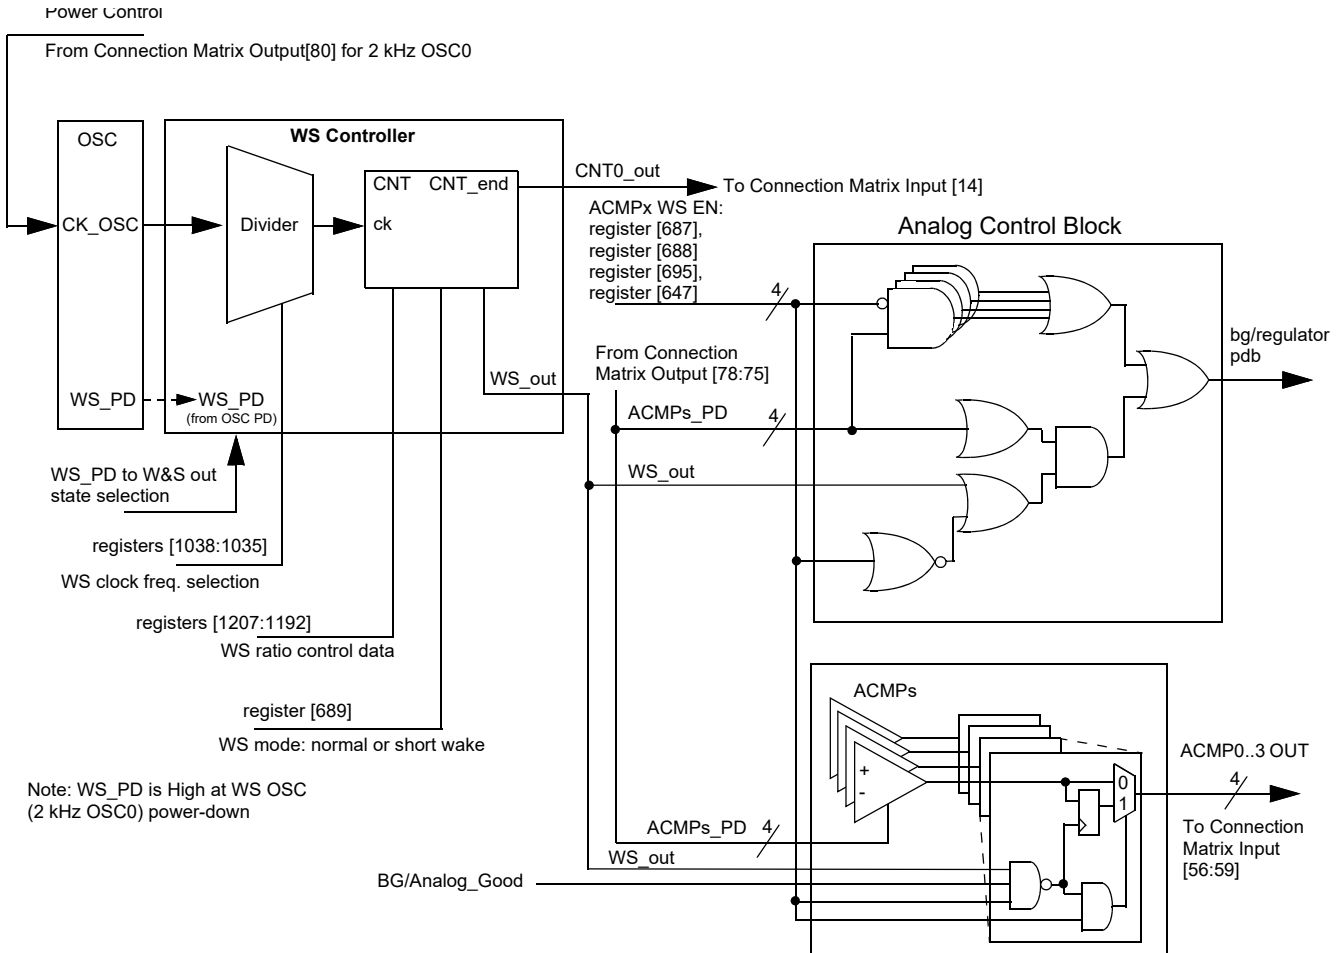 Power Control
From Connection Matrix Output[80] for 2 kHz OSC0
OSC
CK_OSC
WS_PD
WS Controller
Divider
CNT CNT_end
ck
WS_PD
(from OSC PD)
WS_out
CNT0_out
To Connection Matrix Input [14]
ACMPx WS EN:
register [687],
register [688]
register [695],
register [647]
4
From Connection
Matrix Output [78:75]
ACMPs_PD
4
WS_out
Analog Control Block
bg/regulator
pdb
WS_PD to W&S out
state selection
registers [1038:1035]
WS clock freq. selection
registers [1207:1192]
WS ratio control data
register [689]
WS mode: normal or short wake
Note: WS_PD is High at WS OSC
(2 kHz OSC0) power-down
ACMPs
+
-
0
1
ACMPs_PD
4
WS_out
BG/Analog_Good
ACMP0..3 OUT
4
To Connection
Matrix Input
[56:59]